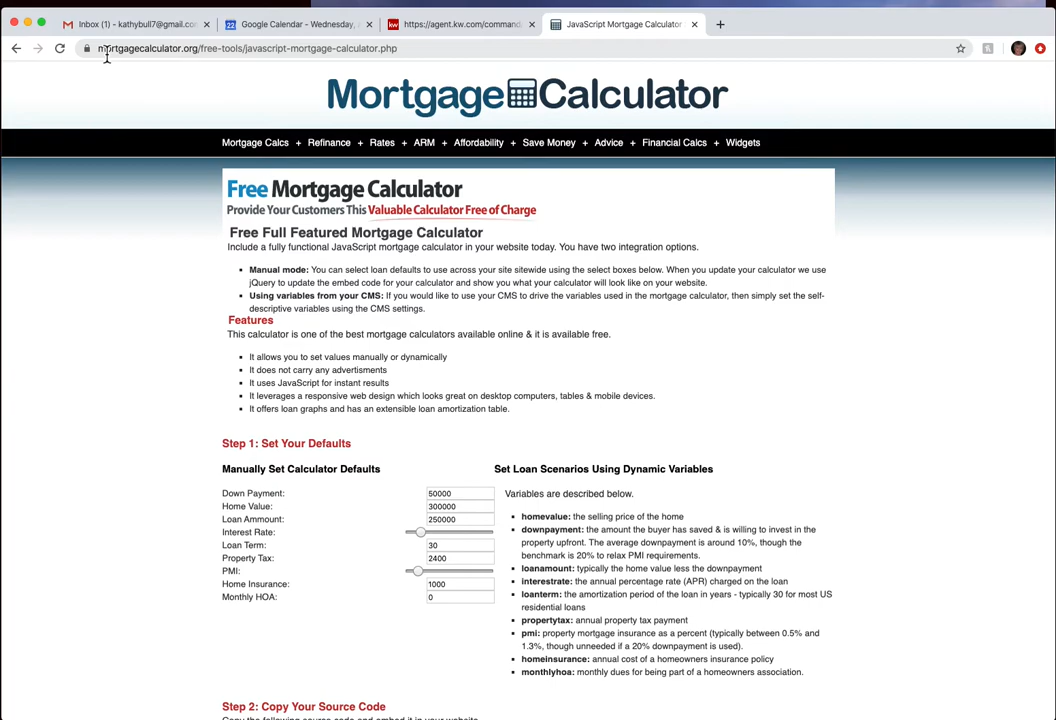 Inbox (1) - kathybull7@gmail.co
Google Calendar - Wednesday,
https://agent.kw.com/command
JavaScript Mortgage Calculator
mortgagecalculator.org/free-tools/javascript-mortgage-calculator.php
Mortgage Calculator
Mortgage Calcs + Refinance + Rates + ARM + Affordability + Save Money + Advice + Financial Calcs + Widgets
Free Mortgage Calculator
Provide Your Customers This Valuable Calculator Free of Charge
Free Full Featured Mortgage Calculator
Include a fully functional JavaScript mortgage calculator in your website today. You have two integration options.
Manual mode: You can select loan defaults to use across your site sitewide using the select boxes below. When you update your calculator we use
jQuery to update the embed code for your calculator and show you what your calculator will look like on your website.
Using variables from your CMS: If you would like to use your CMS to drive the variables used in the mortgage calculator, then simply set the self-
descriptive variables using the CMS settings.
Features
This calculator is one of the best mortgage calculators available online & it is available free.
It allows you to set values manually or dynamically
It does not carry any advertisments
It uses JavaScript for instant results
It leverages a responsive web design which looks great on desktop computers, tables & mobile devices.
It offers loan graphs and has an extensible loan amortization table.
Step 1: Set Your Defaults
Manually Set Calculator Defaults
Down Payment: 50000
Home Value: 300000
Loan Ammount: 250000
Interest Rate:
Loan Term: 30
Property Tax: 2400
PMI:
Home Insurance: 1000
Monthly HOA: 0
Set Loan Scenarios Using Dynamic Variables
Variables are described below.
homevalue: the selling price of the home
downpayment: the amount the buyer has saved & is willing to invest in the
property upfront. The average downpayment is around 10%, though the
benchmark is 20% to relax PMI requirements.
loanamount: typically the home value less the downpayment
interestrate: the annual percentage rate (APR) charged on the loan
loanterm: the amortization period of the loan in years - typically 30 for most US
residential loans
propertytax: annual property tax payment
pmi: property mortgage insurance as a percent (typically between 0.5% and
1.3%, though unneeded if a 20% downpayment is used).
homeinsurance: annual cost of a homeowners insurance policy
monthlyhoa: monthly dues for being part of a homeowners association.
Step 2: Copy Your Source Code
Copy the following source code and embed it in your website